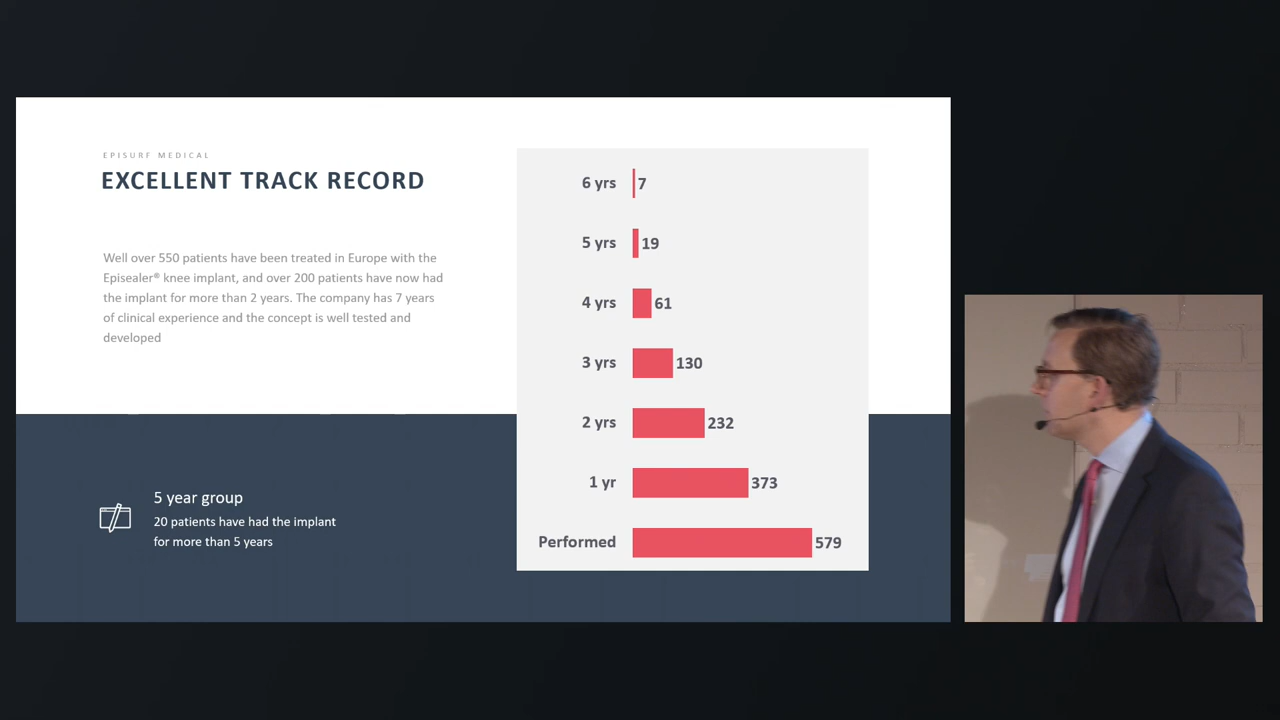 EPISURF MEDICAL
EXCELLENT TRACK RECORD
Well over 550 patients have been treated in Europe with the
Episealer® knee implant, and over 200 patients have now had
the implant for more than 2 years. The company has 7 years
of clinical experience and the concept is well tested and
developed
5 year group
20 patients have had the implant
for more than 5 years
6 yrs 7
5 yrs 19
4 yrs 61
3 yrs 130
2 yrs 232
1 yr 373
Performed 579